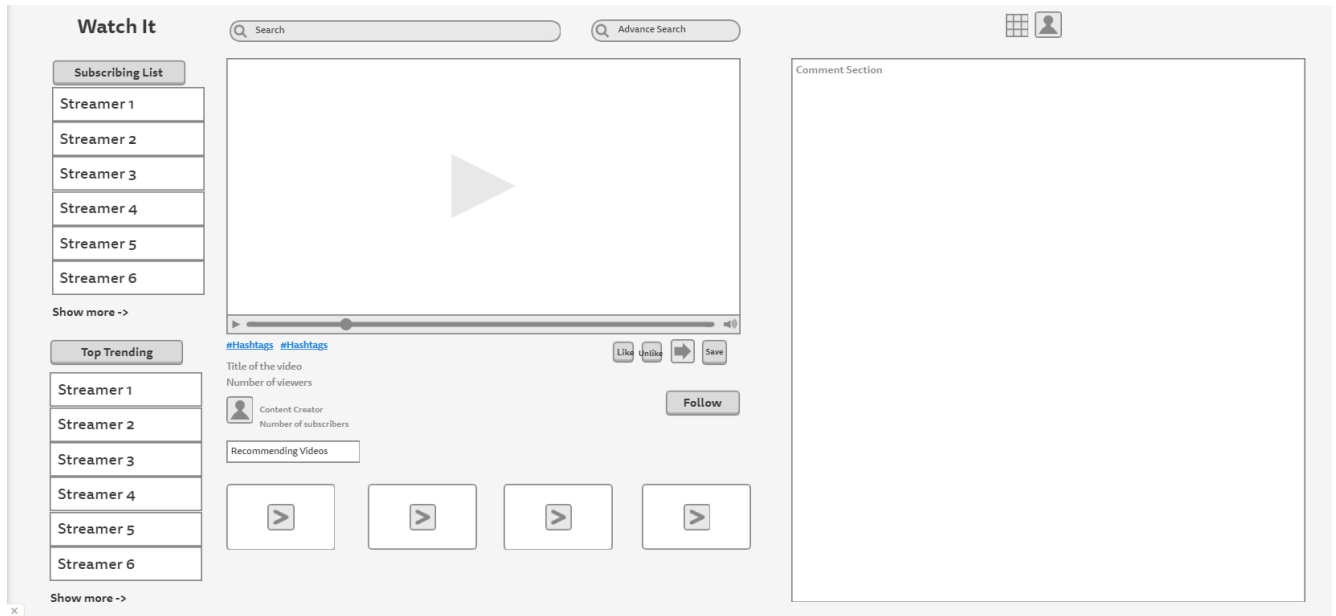 Watch It
Search
Advance Search
Subscribing List
Streamer 1
Streamer 2
Streamer 3
Streamer 4
Streamer 5
Streamer 6
Show more ->
Top Trending
Streamer 1
Streamer 2
Streamer 3
Streamer 4
Streamer 5
Streamer 6
Show more ->
#Hashtags #Hashtags
Like Unlike Save
Title of the video
Number of viewers
Content Creator
Number of subscribers
Follow
Recommending Videos
Comment Section